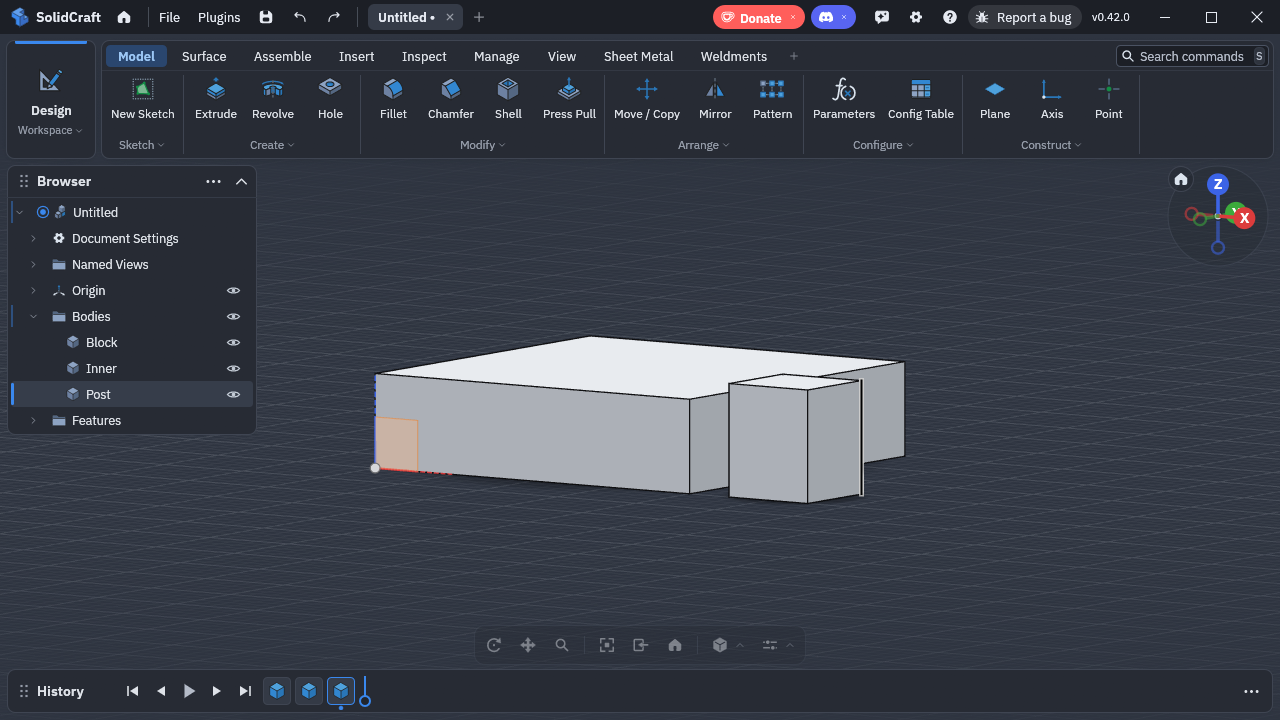 SolidCraft File Plugins Untitled • Donate Report a bug v0.42.0
Design
Workspace
Model Surface Assemble Insert Inspect Manage View Sheet Metal Weldments Search commands S
New Sketch Extrude Revolve Hole Fillet Chamfer Shell Press Pull Move / Copy Mirror Pattern Parameters Config Table Plane Axis Point
Sketch Create Modify Arrange Configure Construct
Browser
Untitled
Document Settings
Named Views
Origin
Bodies
Block
Inner
Post
Features
Z
X
History